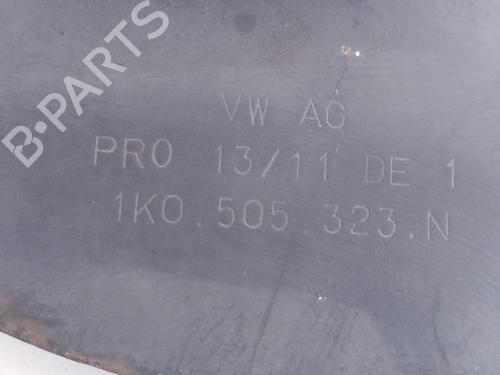 B-PARTS
VW AG
PRO 13/11 DE 1
1K0.505.323.N